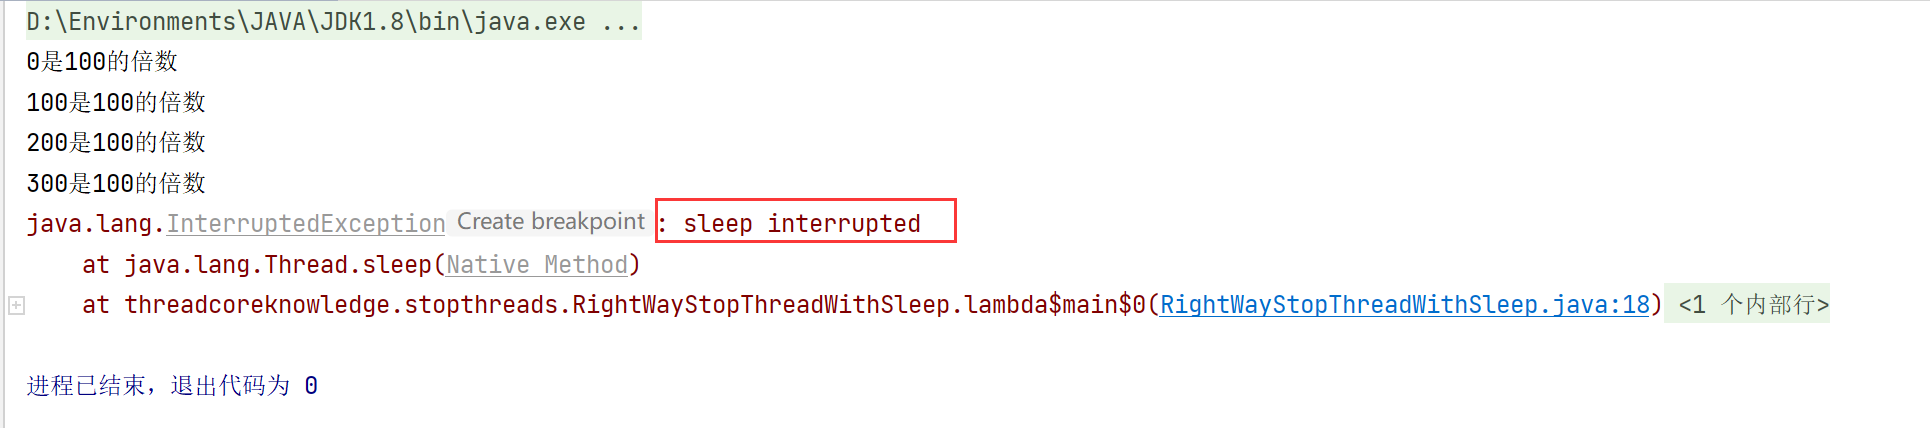 D:\Environments\JAVA\JDK1.8\bin\java.exe ...
0是100的倍数
100是100的倍数
200是100的倍数
300是100的倍数
java.lang.InterruptedException Create breakpoint : sleep interrupted
at java.lang.Thread.sleep(Native Method)
at threadcoreknowledge.stopthreads.RightWayStopThreadWithSleep.lambda$main$0(RightWayStopThreadWithSleep.java:18) <1 个内部行>
进程已结束，退出代码为 0